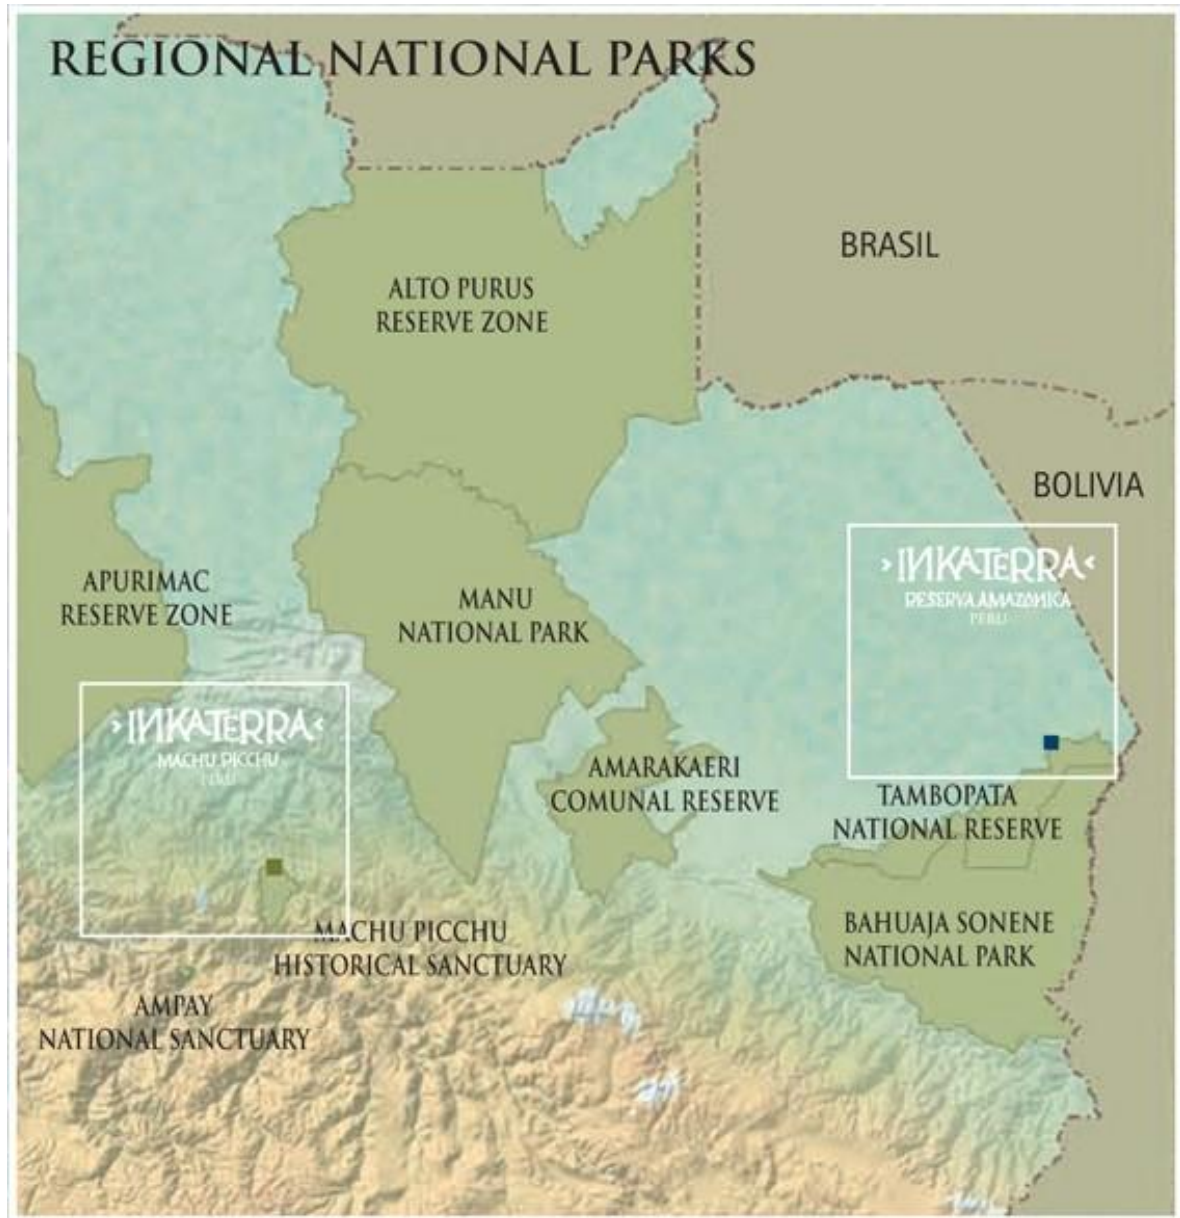 REGIONAL NATIONAL PARKS
BRASIL
ALTO PURUS
RESERVE ZONE
BOLIVIA
INKATERRA
RESERVA AMAZONICA
PERU
APURIMAC
RESERVE ZONE
MANU
NATIONAL PARK
INKATERRA
MACHU PICCHU
PERU
AMARAKAERI
COMUNAL RESERVE
TAMBOPATA
NATIONAL RESERVE
MACHU PICCHU
HISTORICAL SANCTUARY
BAHUAJA SONENE
NATIONAL PARK
AMPAY
NATIONAL SANCTUARY